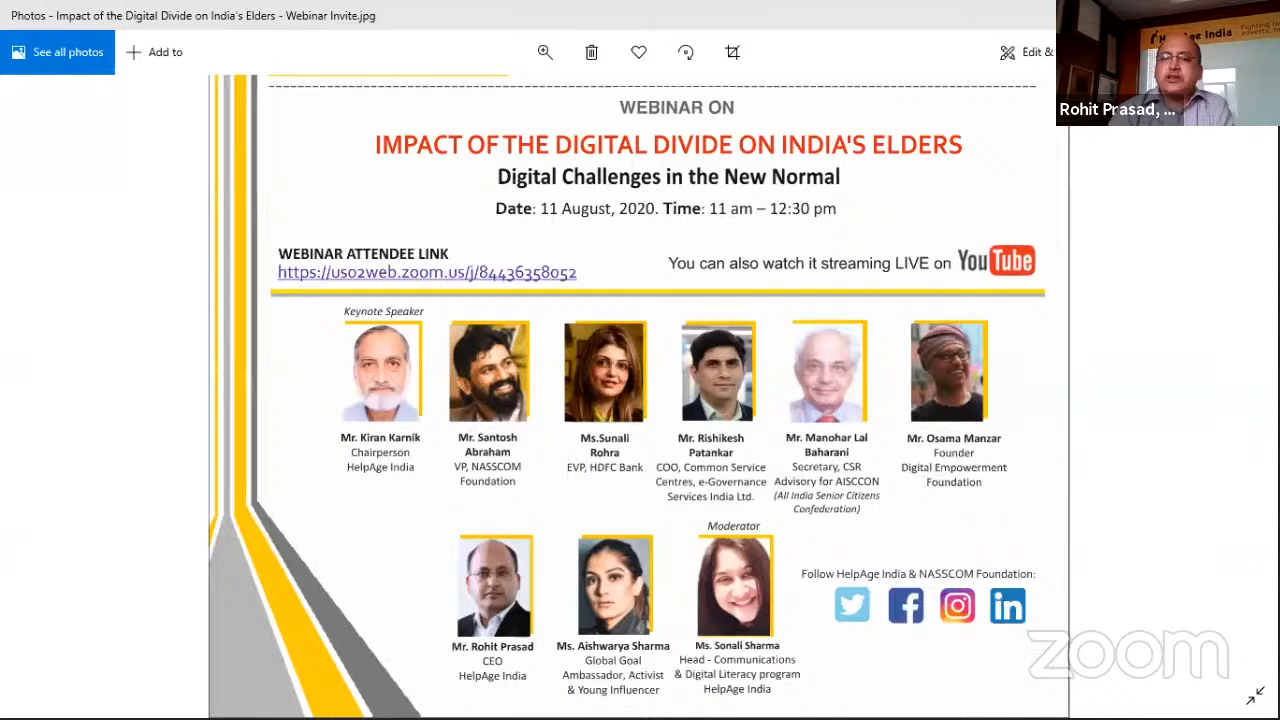 Photos - Impact of the Digital Divide on India's Elders - Webinar Invite.jpg
See all photos
Add to
Edit &
HelpAge India
Rohit Prasad, ...
WEBINAR ON
IMPACT OF THE DIGITAL DIVIDE ON INDIA'S ELDERS
Digital Challenges in the New Normal
Date: 11 August, 2020. Time: 11 am – 12:30 pm
WEBINAR ATTENDEE LINK
https://us02web.zoom.us/j/84436358052
You can also watch it streaming LIVE on YouTube
Keynote Speaker
Mr. Kiran Karnik
Chairperson
HelpAge India
Mr. Santosh
Abraham
VP, NASSCOM
Foundation
Ms.Sunali
Rohra
EVP, HDFC Bank
Mr. Rishikesh
Patankar
COO, Common Service
Centres, e-Governance
Services India Ltd.
Mr. Manohar Lal
Baharani
Secretary, CSR
Advisory for AISCCON
(All India Senior Citizens
Confederation)
Mr. Osama Manzar
Founder
Digital Empowerment
Foundation
Mr. Rohit Prasad
CEO
HelpAge India
Ms. Aishwarya Sharma
Global Goal
Ambassador, Activist
& Young Influencer
Moderator
Ms. Sonali Sharma
Head - Communications
& Digital Literacy program
HelpAge India
Follow HelpAge India & NASSCOM Foundation:
zoom